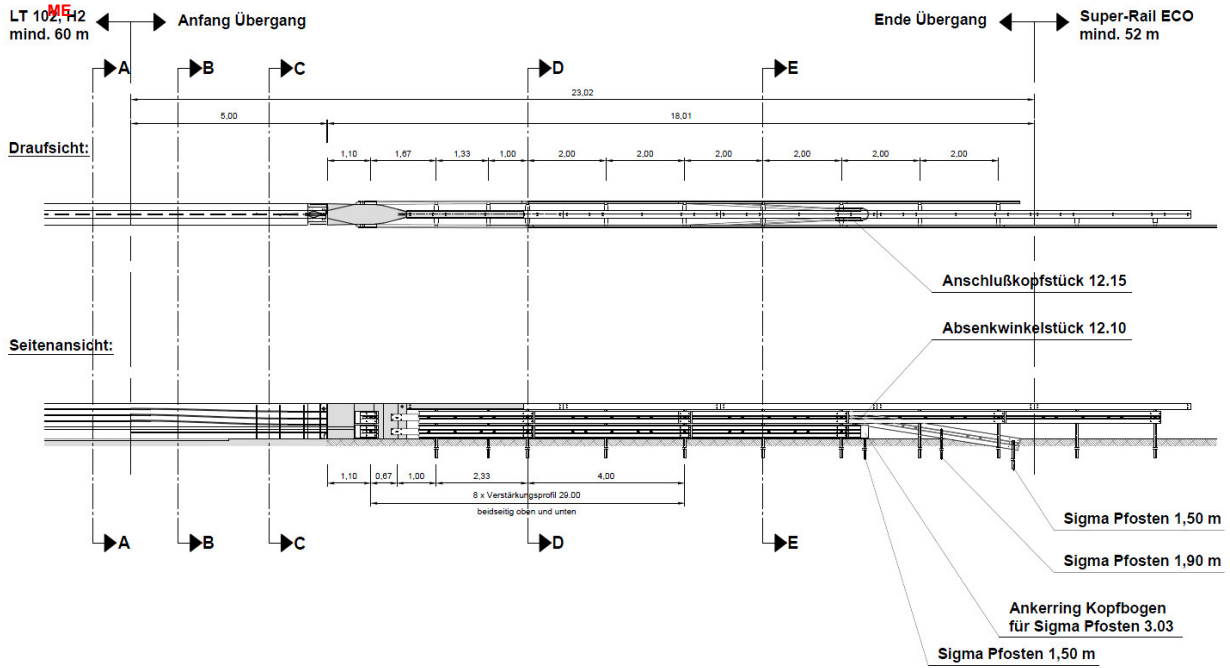 LT 102, H2
ME
mind. 60 m
Anfang Übergang
Ende Übergang
Super-Rail ECO
mind. 52 m
A
B
C
D
E
23,02
5,00
18,01
Draufsicht:
1,10
1,67
1,33
1,00
2,00
2,00
2,00
2,00
2,00
2,00
Anschlußkopfstück 12.15
Absenkwinkelstück 12.10
Seitenansicht:
1,10
0,67
1,00
2,33
4,00
8 x Verstärkungsprofil 29.00
beidseitig oben und unten
Sigma Pfosten 1,50 m
A
B
C
D
E
Sigma Pfosten 1,90 m
Ankerring Kopfbogen
für Sigma Pfosten 3.03
Sigma Pfosten 1,50 m